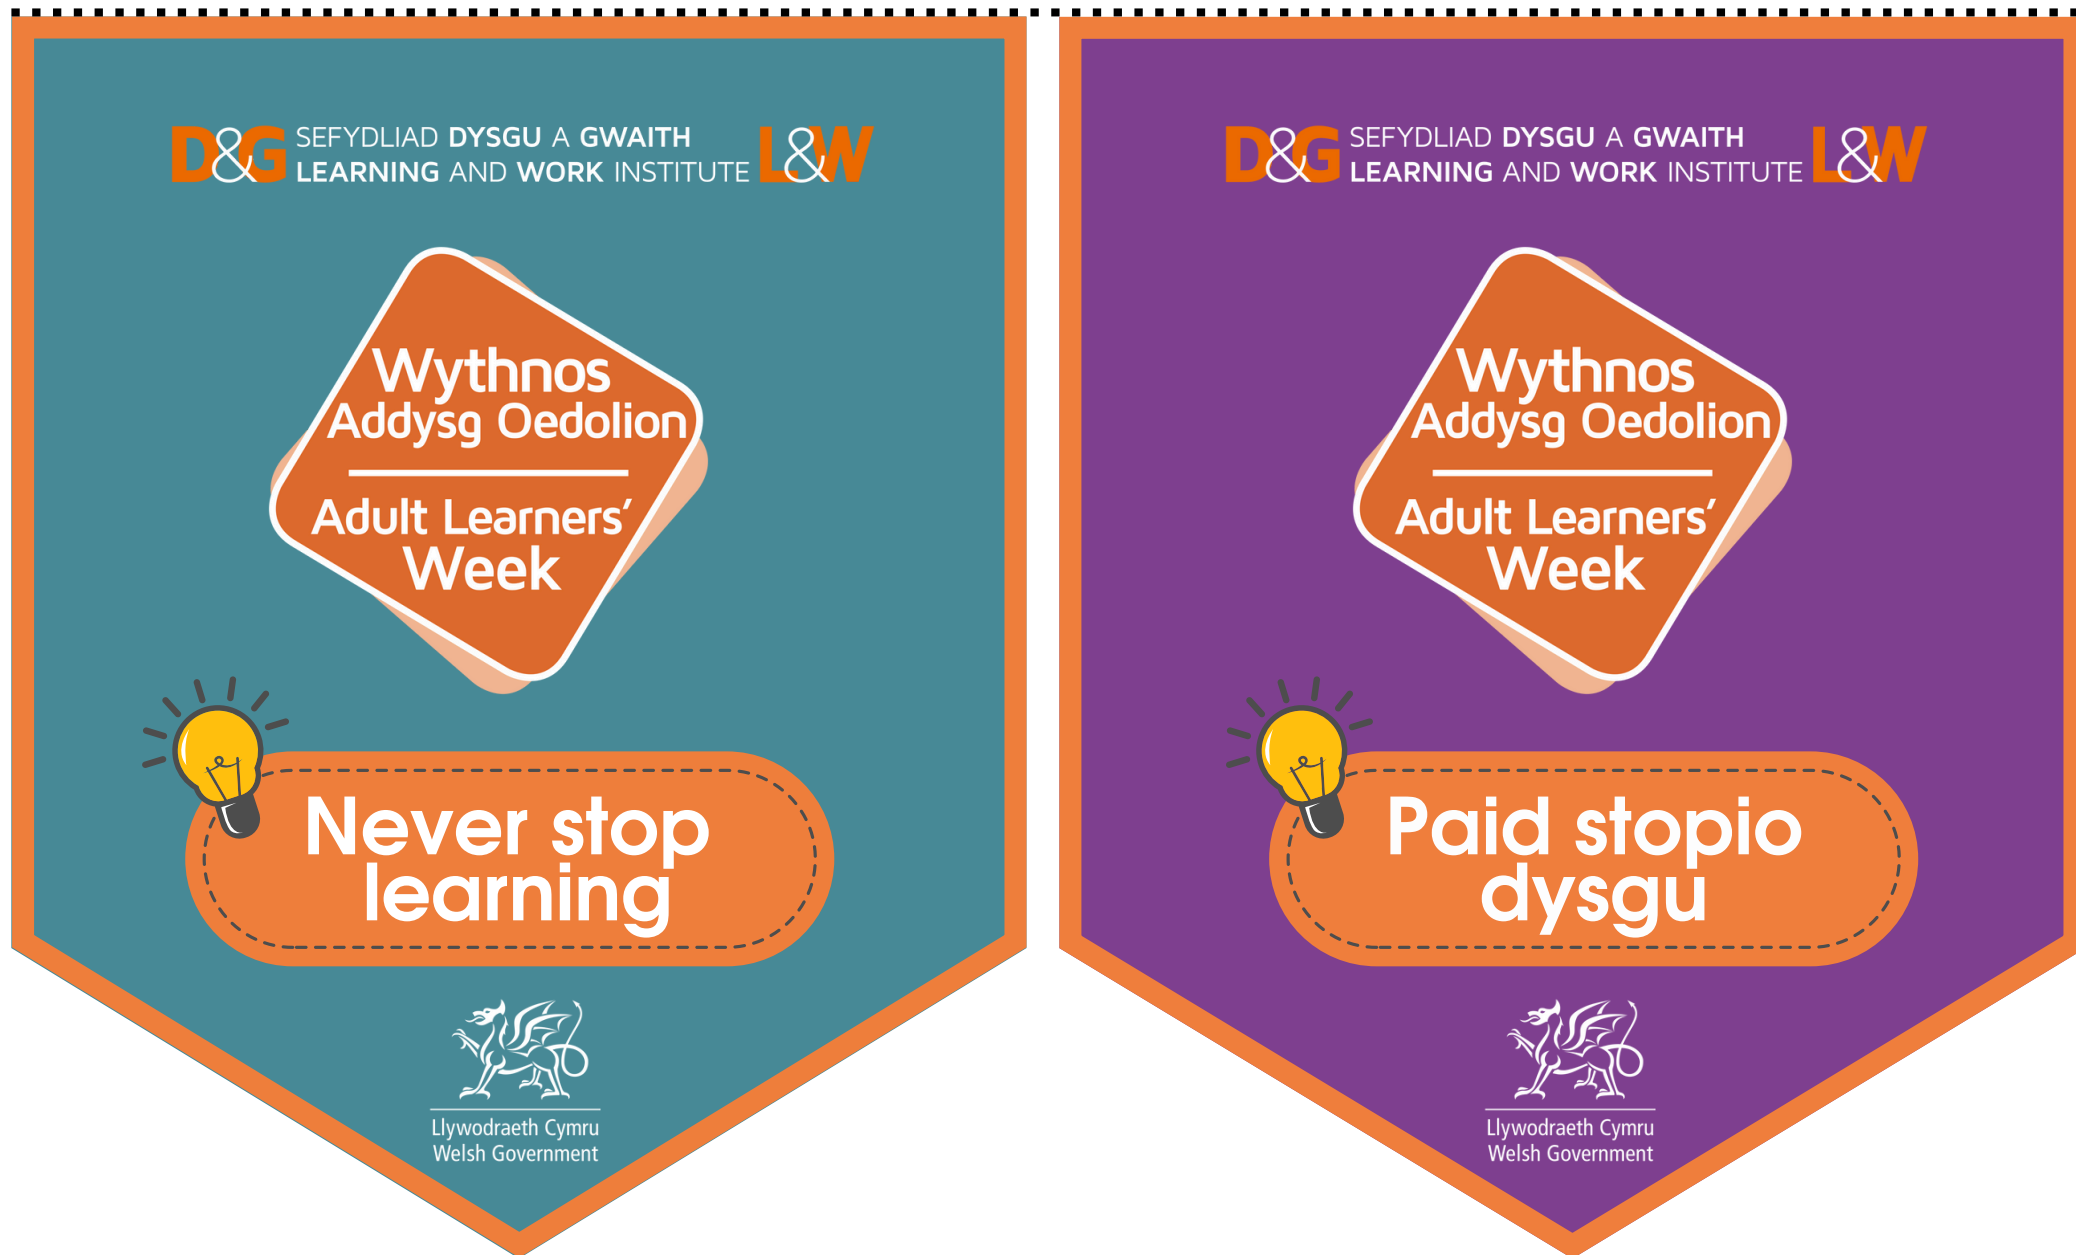 D&G SEFYDLIAD DYSGU A GWAITH L&W
LEARNING AND WORK INSTITUTE
Wythnos
Addysg Oedolion
Adult Learners'
Week
Never stop
learning
Llywodraeth Cymru
Welsh Government
D&G SEFYDLIAD DYSGU A GWAITH L&W
LEARNING AND WORK INSTITUTE
Wythnos
Addysg Oedolion
Adult Learners'
Week
Paid stopio
dysgu
Llywodraeth Cymru
Welsh Government